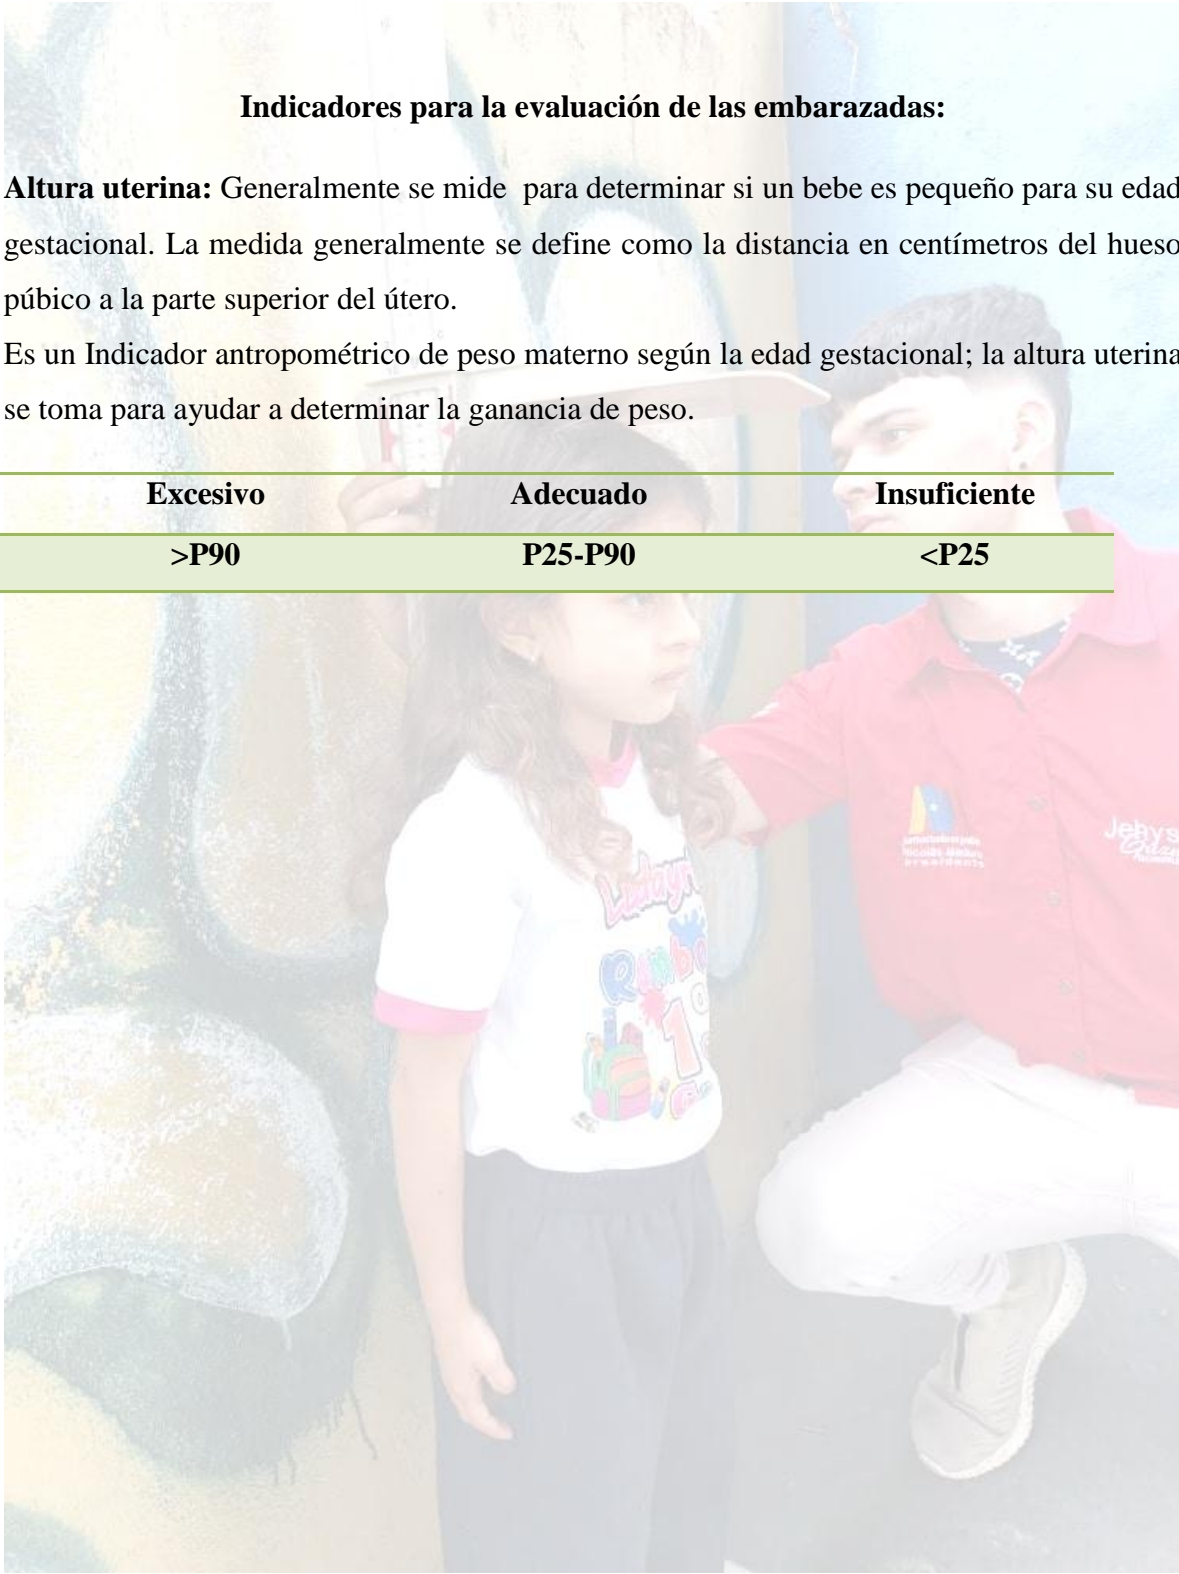 Indicadores para la evaluación de las embarazadas:
Altura uterina: Generalmente se mide para determinar si un bebe es pequeño para su edad
gestacional. La medida generalmente se define como la distancia en centímetros del hueso
púbico a la parte superior del útero.
Es un Indicador antropométrico de peso materno según la edad gestacional; la altura uterina
se toma para ayudar a determinar la ganancia de peso.
Excesivo Adecuado Insuficiente
>P90 P25-P90 <P25